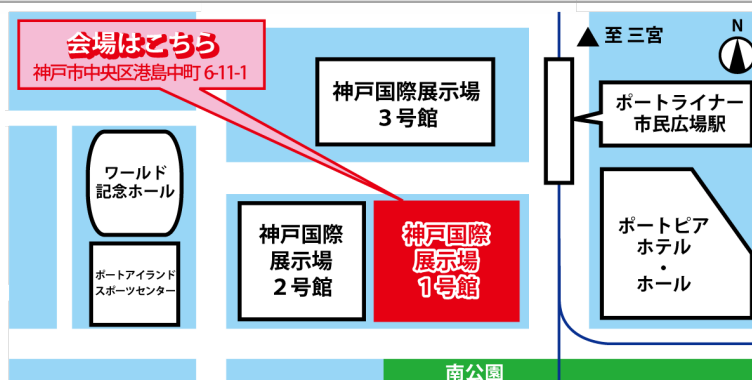 会場はこちら
神戸市中央区港島中町 6-11-1
▲至 三宮
N
神戸国際展示場
3号館
ポートライナー
市民広場駅
ワールド
記念ホール
ポートアイランド
スポーツセンター
神戸国際
展示場
2号館
神戸国際
展示場
1号館
ポートピア
ホテル
・
ホール
南公園